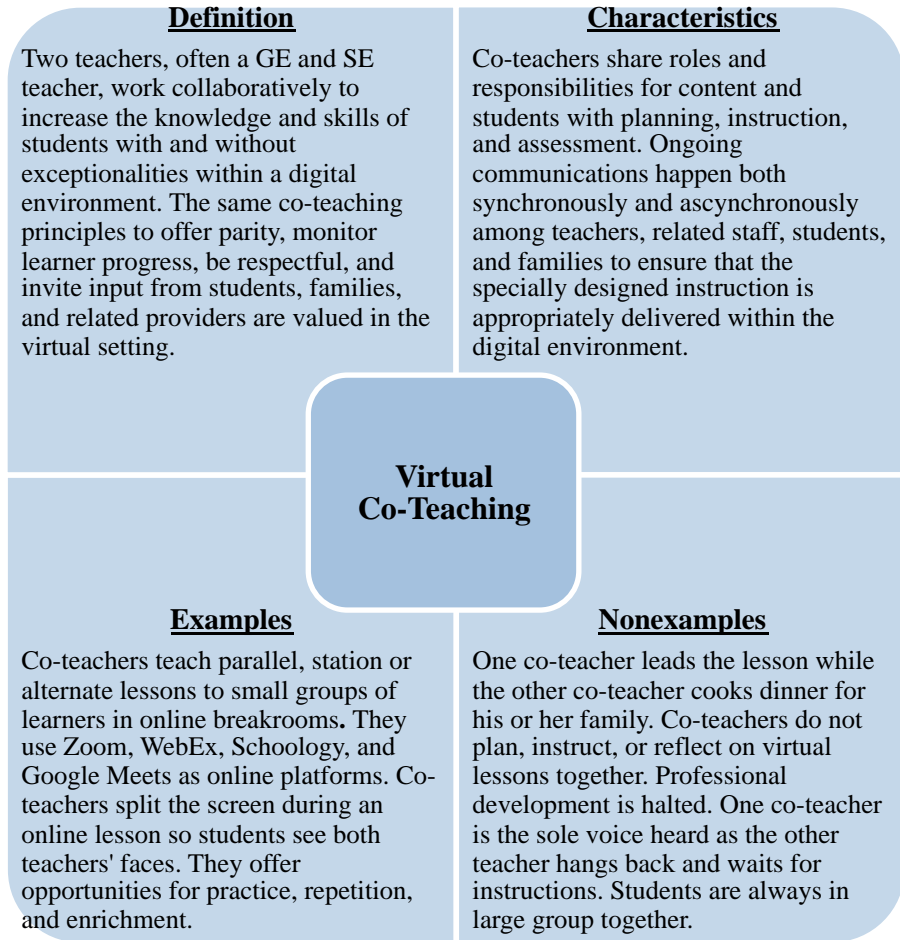 Definition
Two teachers, often a GE and SE
teacher, work collaboratively to
increase the knowledge and skills of
students with and without
exceptionalities within a digital
environment. The same co-teaching
principles to offer parity, monitor
learner progress, be respectful, and
invite input from students, families,
and related providers are valued in the
virtual setting.
Characteristics
Co-teachers share roles and
responsibilities for content and
students with planning, instruction,
and assessment. Ongoing
communications happen both
synchronously and ascynchronously
among teachers, related staff, students,
and families to ensure that the
specially designed instruction is
appropriately delivered within the
digital environment.
Virtual
Co-Teaching
Examples
Co-teachers teach parallel, station or
alternate lessons to small groups of
learners in online breakrooms. They
use Zoom, WebEx, Schoology, and
Google Meets as online platforms. Co-
teachers split the screen during an
online lesson so students see both
teachers' faces. They offer
opportunities for practice, repetition,
and enrichment.
Nonexamples
One co-teacher leads the lesson while
the other co-teacher cooks dinner for
his or her family. Co-teachers do not
plan, instruct, or reflect on virtual
lessons together. Professional
development is halted. One co-teacher
is the sole voice heard as the other
teacher hangs back and waits for
instructions. Students are always in
large group together.